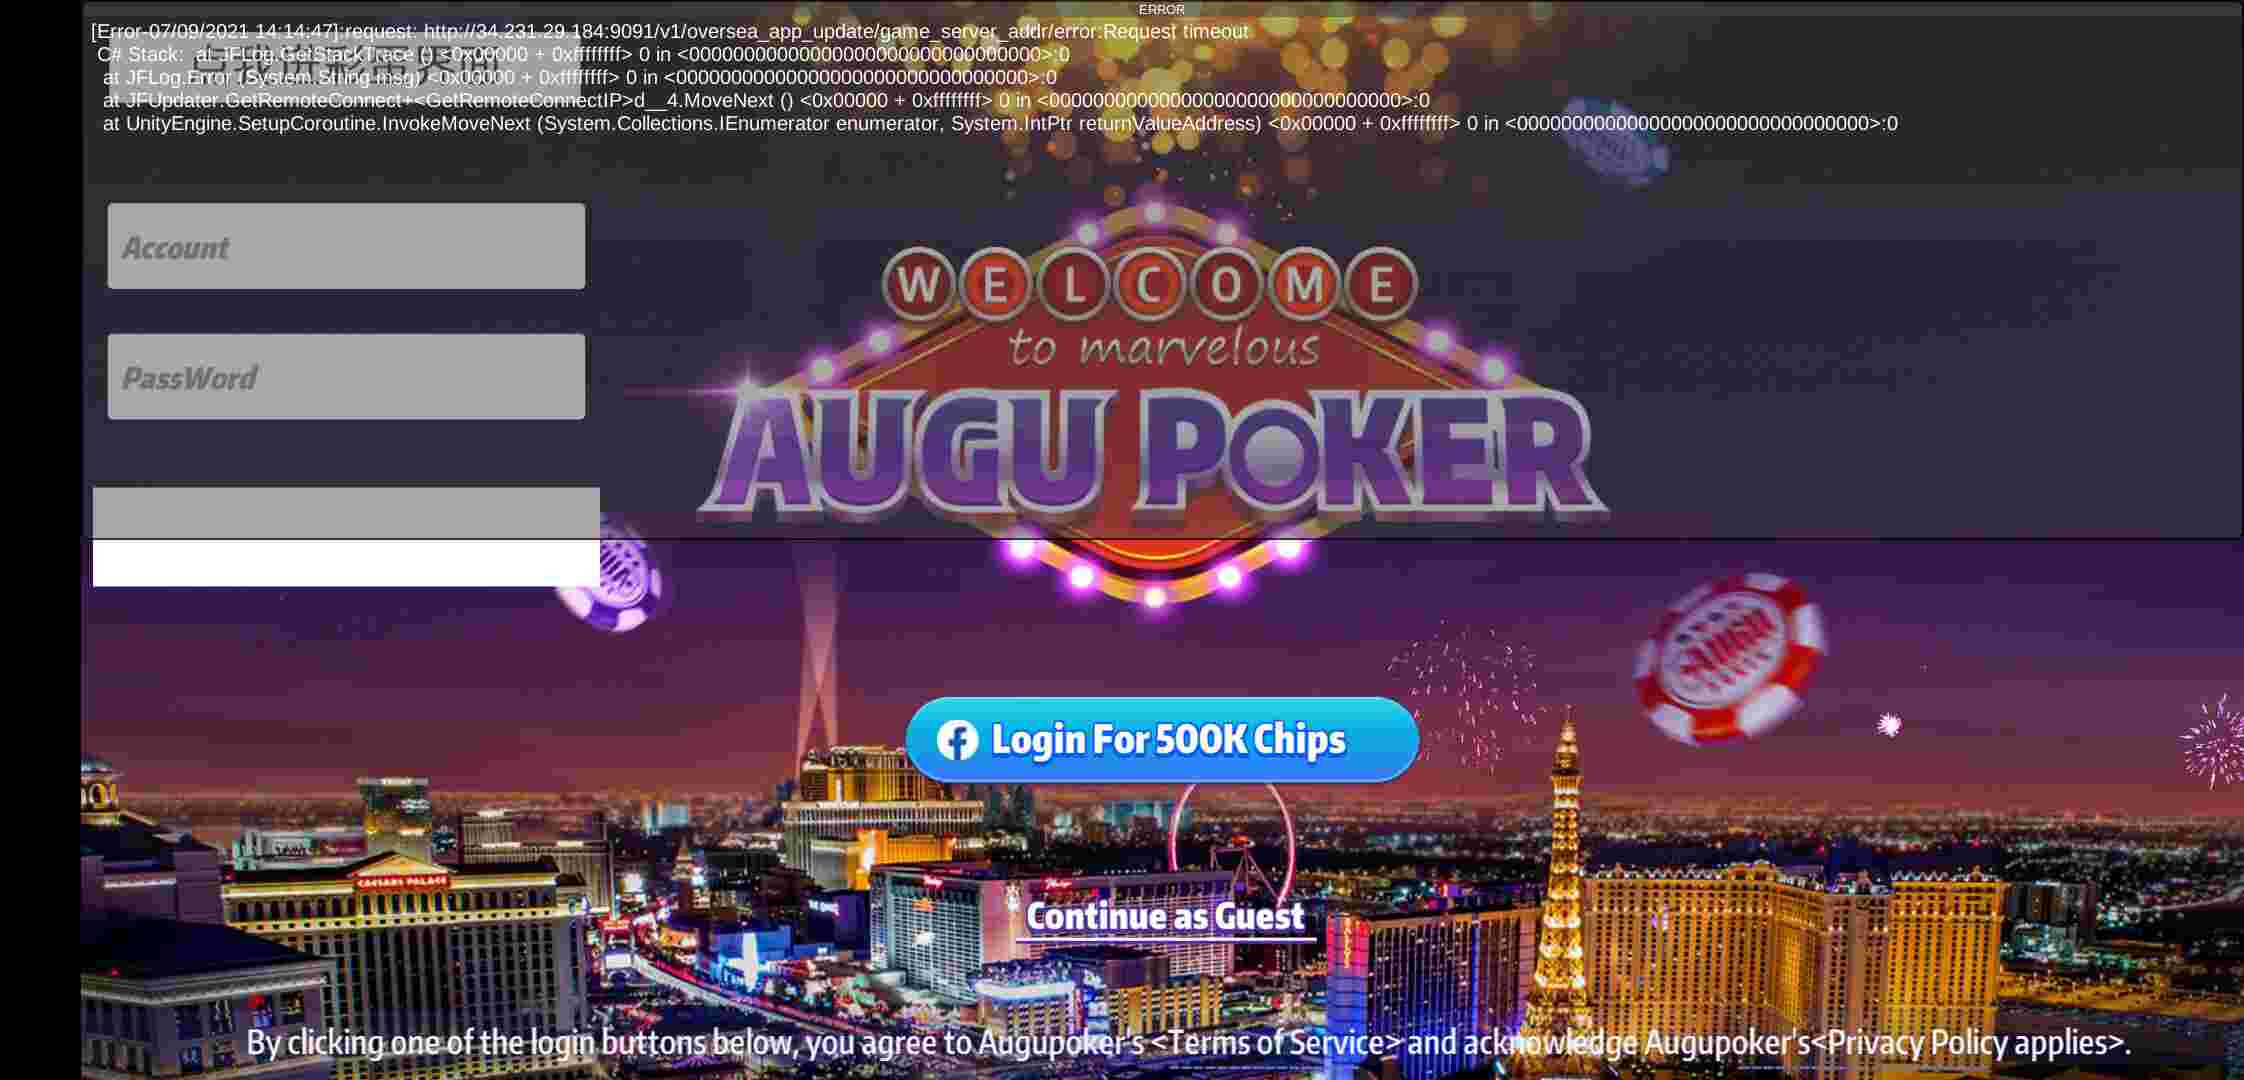 ERROR
[Error-07/09/2021 14:14:47]:request: http://34.231.29.184:9091/v1/oversea_app_update/game_server_addr/error:Request timeout
C# Stack:  at JFLog.GetStackTrace () <0x00000 + 0xffffffff> 0 in <00000000000000000000000000000000>:0
at JFLog.Error (System.String msg) <0x00000 + 0xffffffff> 0 in <00000000000000000000000000000000>:0
at JFUpdater.GetRemoteConnect+<GetRemoteConnectIP>d__4.MoveNext () <0x00000 + 0xffffffff> 0 in <00000000000000000000000000000000>:0
at UnityEngine.SetupCoroutine.InvokeMoveNext (System.Collections.IEnumerator enumerator, System.IntPtr returnValueAddress) <0x00000 + 0xffffffff> 0 in <00000000000000000000000000000000>:0
Account
PassWord
WELCOME
to marvelous
AUGU POKER
Login For 500K Chips
CAESARS PALACE
Continue as Guest
By clicking one of the login buttons below, you agree to Augupoker's <Terms of Service> and acknowledge Augupoker's<Privacy Policy applies>.